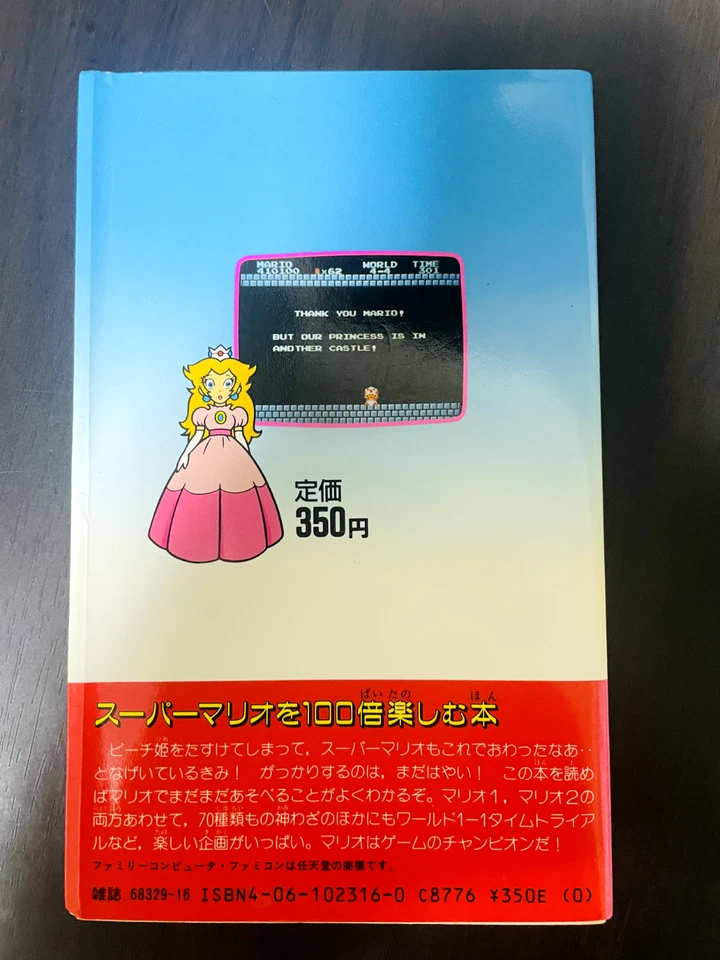 MARIO WORLD TIME
410100 x62 4-4 301
THANK YOU MARIO!
BUT OUR PRINCESS IS IN
ANOTHER CASTLE!
定価
350円
スーパーマリオを100倍楽しむ本
ピーチ姫をたすけてしまって，スーパーマリオもこれでおわったなあ‥
となげいているきみ！　がっかりするのは，まだはやい！　この本を読め
ばマリオでまだまだあそべることがよくわかるぞ。マリオ1，マリオ2の
両方あわせて，70種類もの神わざのほかにもワールド1−1タイムトライア
ルなど，楽しい企画がいっぱい。マリオはゲームのチャンピオンだ！
ファミリーコンピュータ・ファミコンは任天堂の商標です。
雑誌 68329-16 ISBN4-06-102316-0 C8776 ¥350E (0)